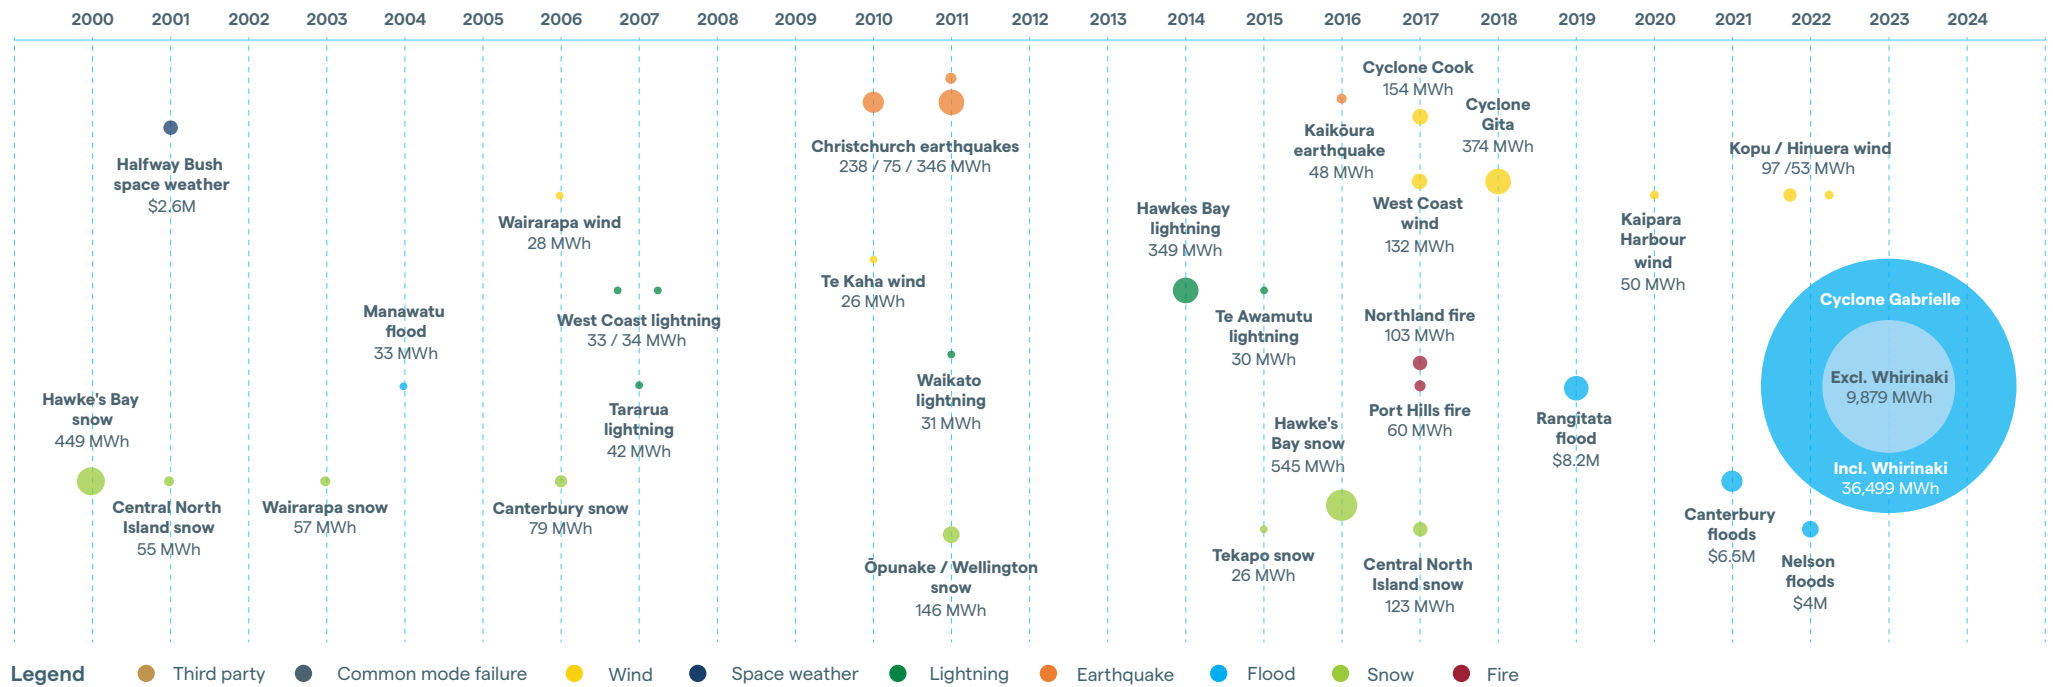 2000 2001 2002 2003 2004 2005 2006 2007 2008 2009 2010 2011 2012 2013 2014 2015 2016 2017 2018 2019 2020 2021 2022 2023 2024
Halfway Bush
space weather
$2.6M
Christchurch earthquakes
238 / 75 / 346 MWh
Kaikōura
earthquake
48 MWh
Cyclone Cook
154 MWh
Cyclone
Gita
374 MWh
Kopu / Hinuera wind
97 /53 MWh
Wairarapa wind
28 MWh
Te Kaha wind
26 MWh
Hawkes Bay
lightning
349 MWh
West Coast
wind
132 MWh
Kaipara
Harbour
wind
50 MWh
Manawatu
flood
33 MWh
West Coast lightning
33 / 34 MWh
Te Awamutu
lightning
30 MWh
Northland fire
103 MWh
Cyclone Gabrielle
Excl. Whirinaki
9,879 MWh
Incl. Whirinaki
36,499 MWh
Hawke's Bay
snow
449 MWh
Tararua
lightning
42 MWh
Waikato
lightning
31 MWh
Hawke's
Bay snow
545 MWh
Port Hills fire
60 MWh
Rangitata
flood
$8.2M
Central North
Island snow
55 MWh
Wairarapa snow
57 MWh
Canterbury snow
79 MWh
Ōpunake / Wellington
snow
146 MWh
Tekapo snow
26 MWh
Central North
Island snow
123 MWh
Canterbury
floods
$6.5M
Nelson
floods
$4M
Legend Third party Common mode failure Wind Space weather Lightning Earthquake Flood Snow Fire